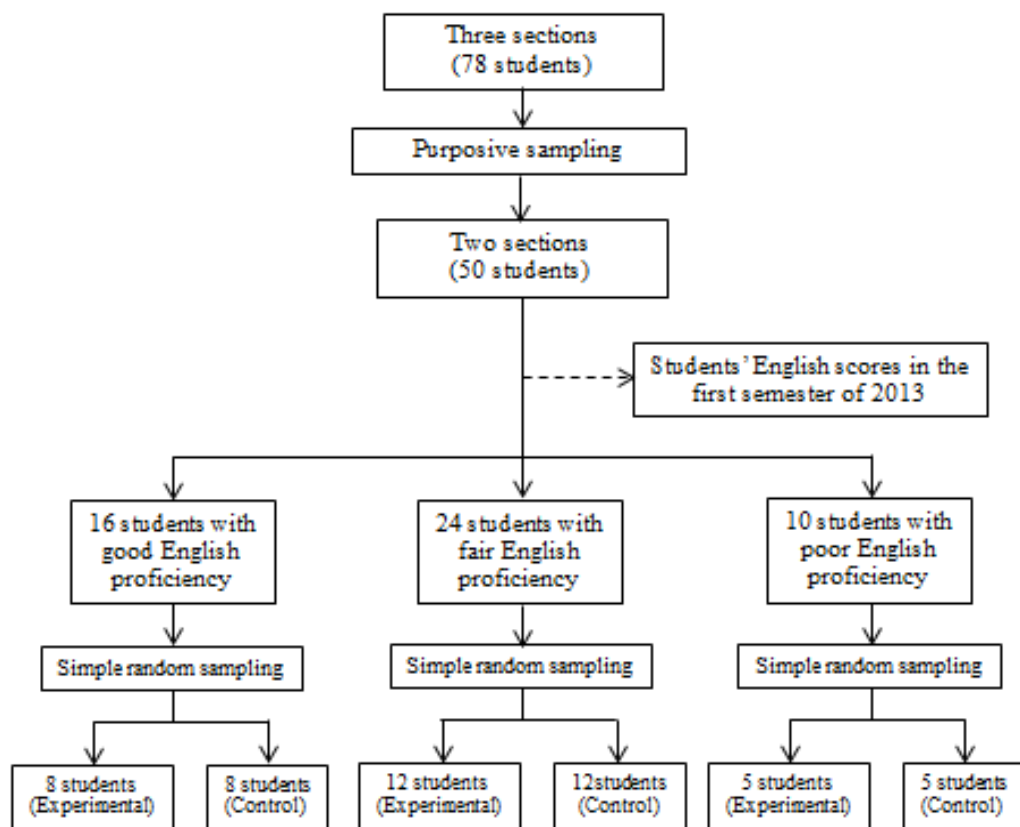 Three sections
(78 students)
Purposive sampling
Two sections
(50 students)
Students’ English scores in the
first semester of 2013
16 students with
good English
proficiency
24 students with
fair English
proficiency
10 students with
poor English
proficiency
Simple random sampling
Simple random sampling
Simple random sampling
8 students
(Experimental)
8 students
(Control)
12 students
(Experimental)
12students
(Control)
5 students
(Experimental)
5 students
(Control)